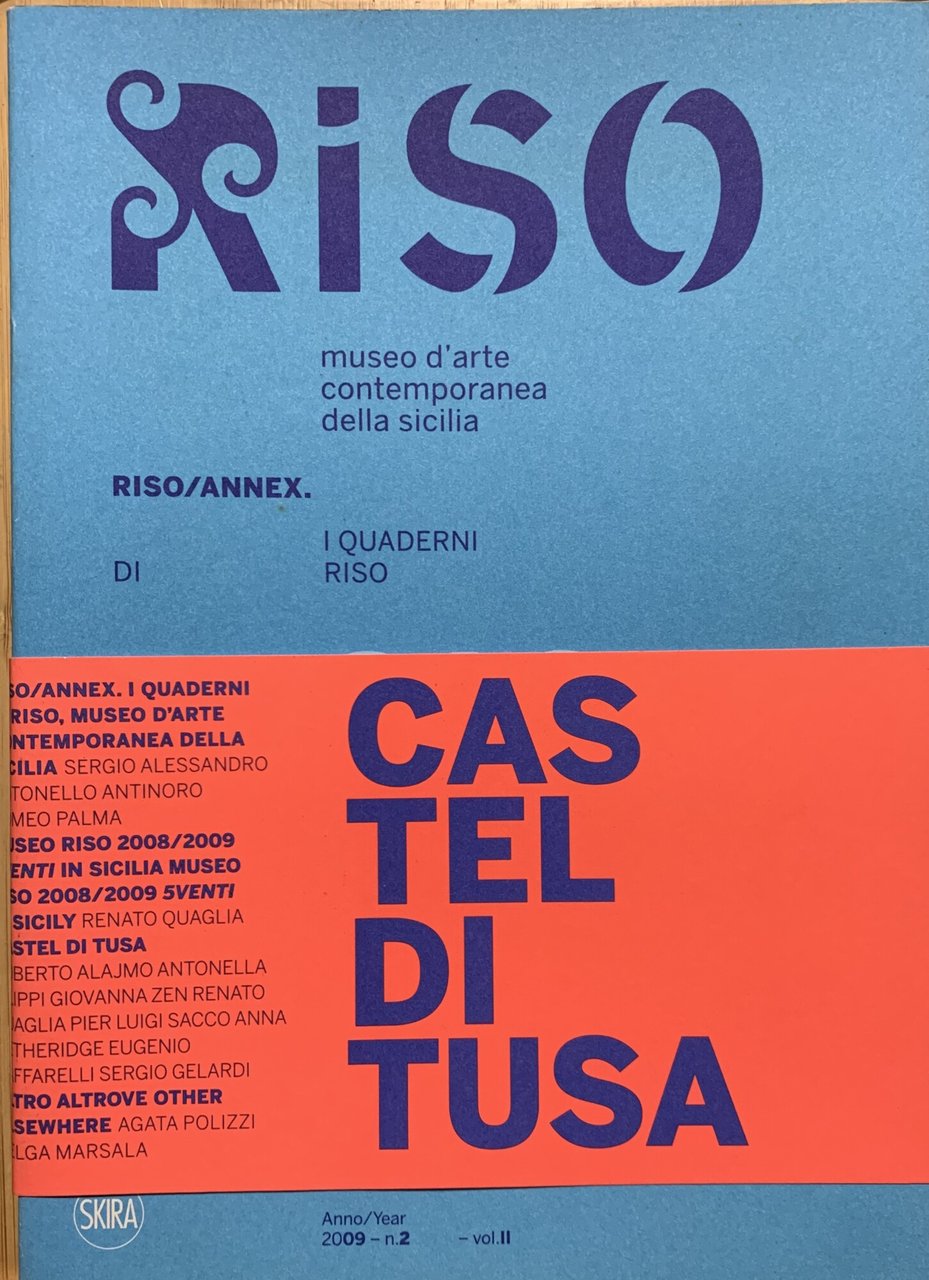 RiSO
museo d'arte
contemporanea
della sicilia
RISO/ANNEX.
I QUADERNI
DI RISO
SO/ANNEX. I QUADERNI
RISO, MUSEO D'ARTE
NTEMPORANEA DELLA
CILIA SERGIO ALESSANDRO
TONELLO ANTINORO
MEO PALMA
SEO RISO 2008/2009
ENTI IN SICILIA MUSEO
SO 2008/2009 5VENTI
SICILY RENATO QUAGLIA
STEL DI TUSA
BERTO ALAJMO ANTONELLA
IPPI GIOVANNA ZEN RENATO
AGLIA PIER LUIGI SACCO ANNA
THERIDGE EUGENIO
FFARELLI SERGIO GELARDI
TRO ALTROVE OTHER
SEWHERE AGATA POLIZZI
LGA MARSALA
CAS
TEL
DI
TUSA
SKIRA
Anno/Year
2009 – n.2 – vol.II